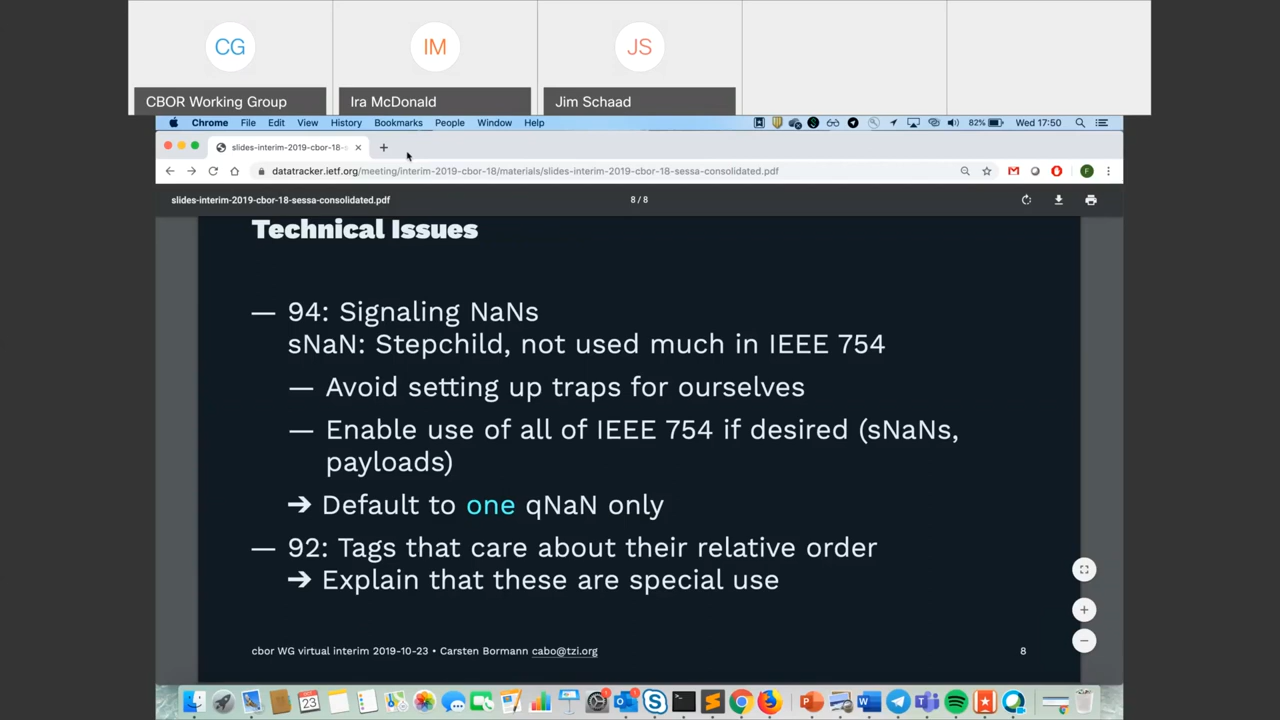 CG
IM
JS
CBOR Working Group
Ira McDonald
Jim Schaad
Chrome File Edit View History Bookmarks People Window Help
82%
Wed 17:50
slides-interim-2019-cbor-18-s
datatracker.ietf.org/meeting/interim-2019-cbor-18/materials/slides-interim-2019-cbor-18-sessa-consolidated.pdf
F
slides-interim-2019-cbor-18-sessa-consolidated.pdf
8 / 8
Technical Issues
— 94: Signaling NaNs
sNaN: Stepchild, not used much in IEEE 754
— Avoid setting up traps for ourselves
— Enable use of all of IEEE 754 if desired (sNaNs,
payloads)
➔ Default to one qNaN only
— 92: Tags that care about their relative order
➔ Explain that these are special use
cbor WG virtual interim 2019-10-23 • Carsten Bormann cabo@tzi.org
8
23